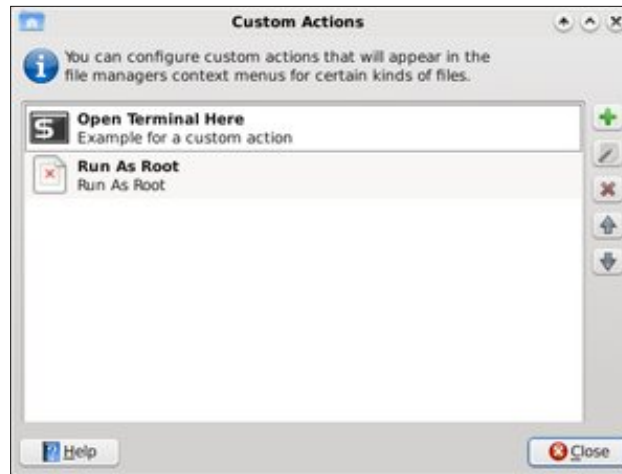 Custom Actions
You can configure custom actions that will appear in the
file managers context menus for certain kinds of files.
Open Terminal Here
Example for a custom action
Run As Root
Run As Root
Help
Close